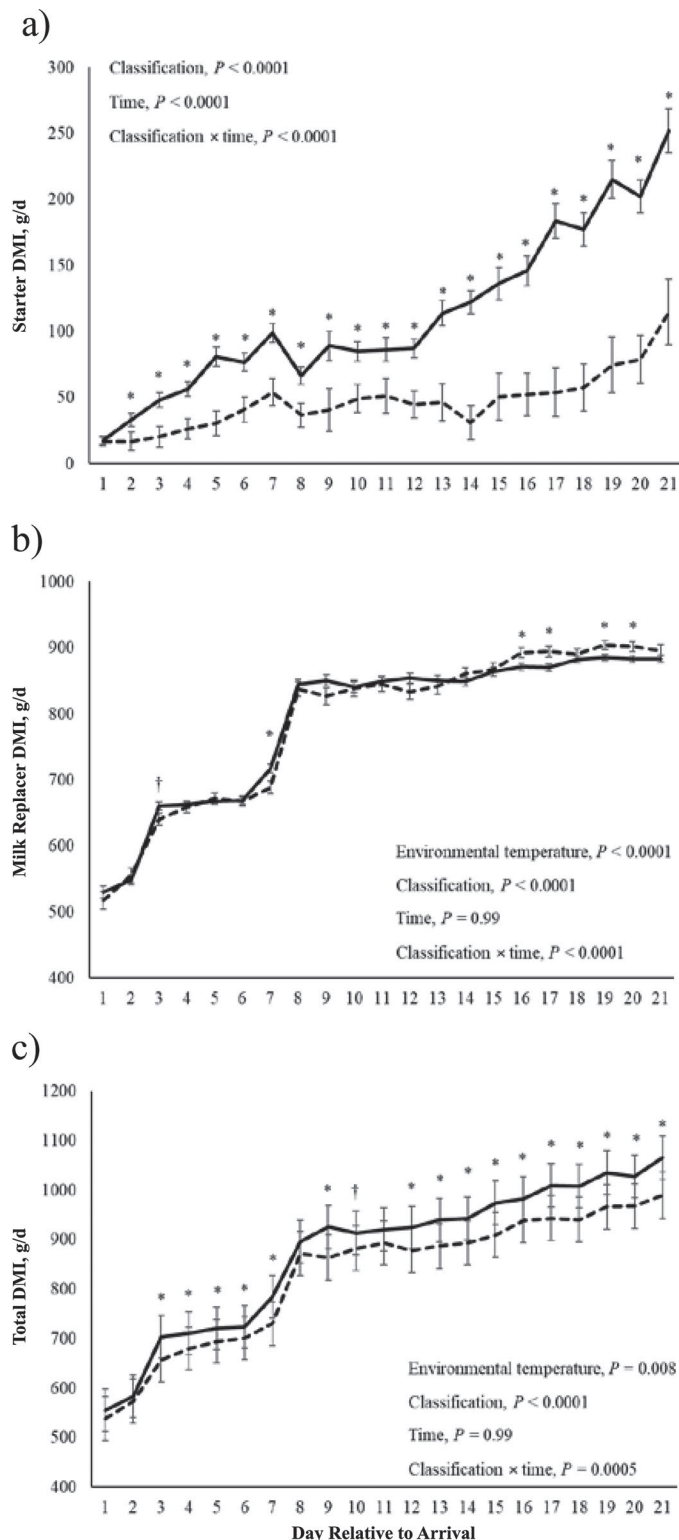 a)
300
Classification, P < 0.0001
Time, P < 0.0001
250
Classification × time, P < 0.0001
200
150
100
50
0
Starter DMI, g/d
* * * * * * * * * * * * * * * * * * * *
1 2 3 4 5 6 7 8 9 10 11 12 13 14 15 16 17 18 19 20 21
b)
1000
900
800
700
600
500
400
Milk Replacer DMI, g/d
† * * * * *
Environmental temperature, P < 0.0001
Classification, P < 0.0001
Time, P = 0.99
Classification × time, P < 0.0001
1 2 3 4 5 6 7 8 9 10 11 12 13 14 15 16 17 18 19 20 21
c)
1200
1100
1000
900
800
700
600
500
400
Total DMI, g/d
* * * * * * † * * * * * * * * * *
Environmental temperature, P = 0.008
Classification, P < 0.0001
Time, P = 0.99
Classification × time, P = 0.0005
1 2 3 4 5 6 7 8 9 10 11 12 13 14 15 16 17 18 19 20 21
Day Relative to Arrival